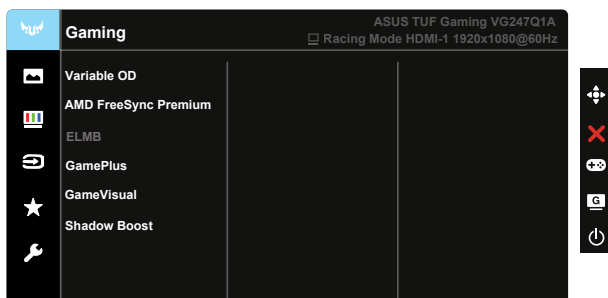 Gaming
ASUS TUF Gaming VG247Q1A
Racing Mode HDMI-1 1920x1080@60Hz
Variable OD
AMD FreeSync Premium
ELMB
GamePlus
GameVisual
Shadow Boost
G